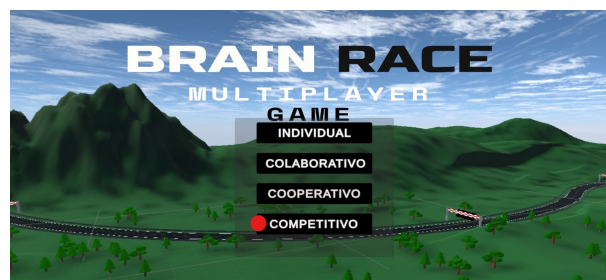 BRAIN RACE
MULTIPLAYER
GAME
INDIVIDUAL
COLABORATIVO
COOPERATIVO
COMPETITIVO